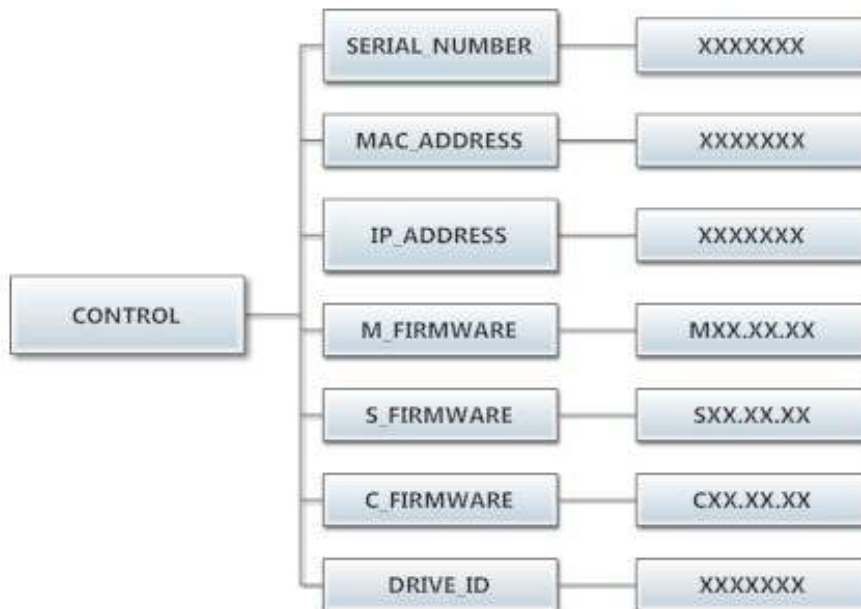 SERIAL_NUMBER XXXXXXX
MAC_ADDRESS XXXXXXX
IP_ADDRESS XXXXXXX
CONTROL
M_FIRMWARE MXX.XX.XX
S_FIRMWARE SXX.XX.XX
C_FIRMWARE CXX.XX.XX
DRIVE_ID XXXXXXX